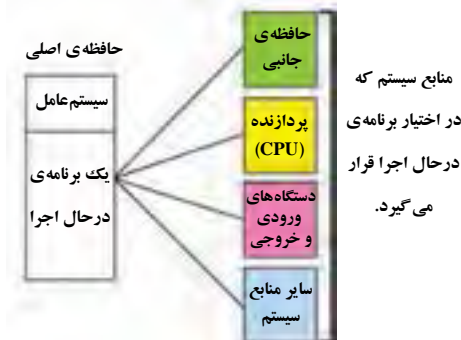 منابع سیستم که
در اختیار برنامه‌ی
درحال اجرا قرار
می گیرد.
حافظه‌ی
جانبی
پردازنده
(CPU)
دستگاه‌های
ورودی
و خروجی
سایر منابع
سیستم
حافظه‌ی اصلی
سیستم عامل
یک برنامه‌ی
درحال اجرا